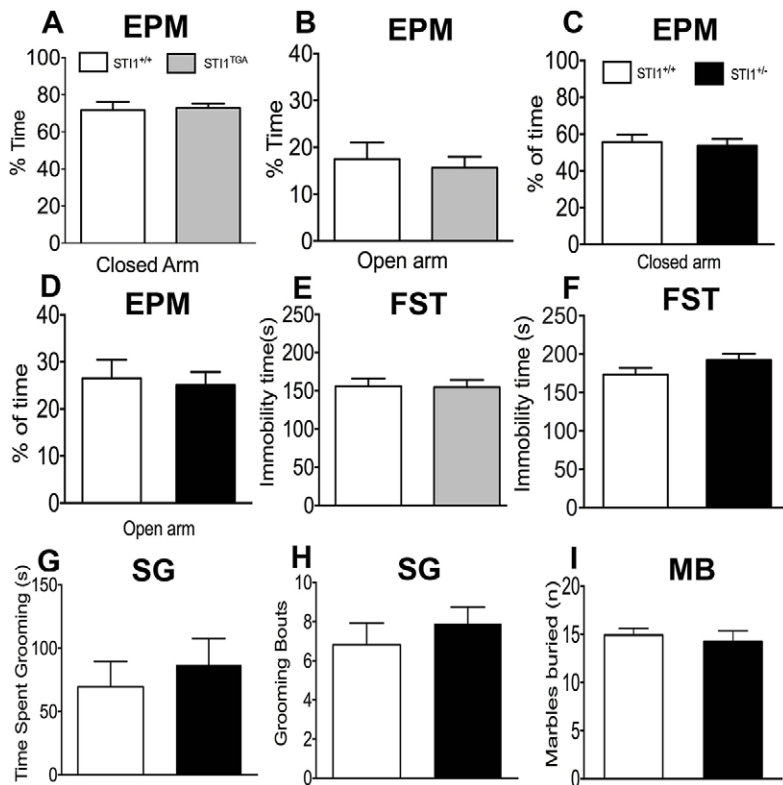 A EPM
STI1+/+ STI1TGA
% Time
100
80
60
40
20
0
Closed Arm
B EPM
% Time
40
30
20
10
0
Open arm
C EPM
STI1+/+ STI1+/-
% of time
100
80
60
40
20
0
Closed arm
D EPM
% of time
40
30
20
10
0
Open arm
E FST
Immobility time(s)
250
200
150
100
50
0
F FST
Immobility time (s)
250
200
150
100
50
0
G SG
Time Spent Grooming (s)
150
100
50
0
H SG
Grooming Bouts
8
6
4
2
0
I MB
Marbles buried (n)
20
15
10
5
0